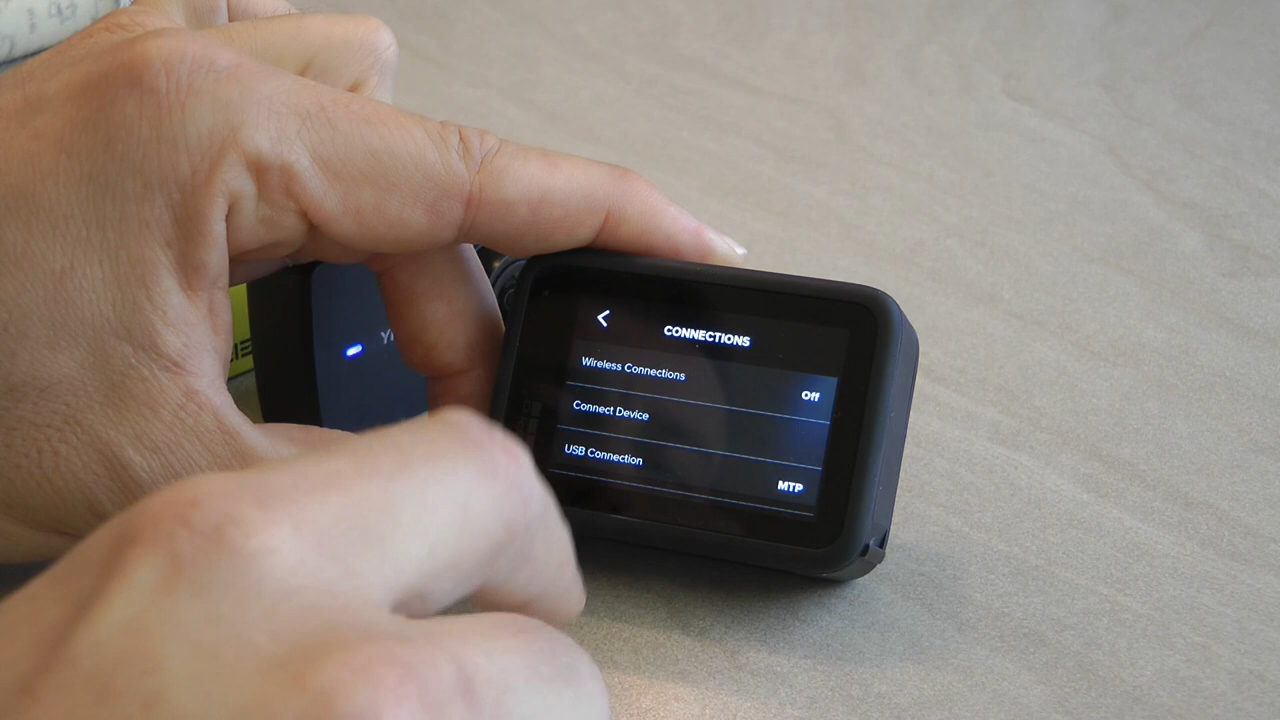 CONNECTIONS
Wireless Connections
Off
Connect Device
USB Connection
MTP